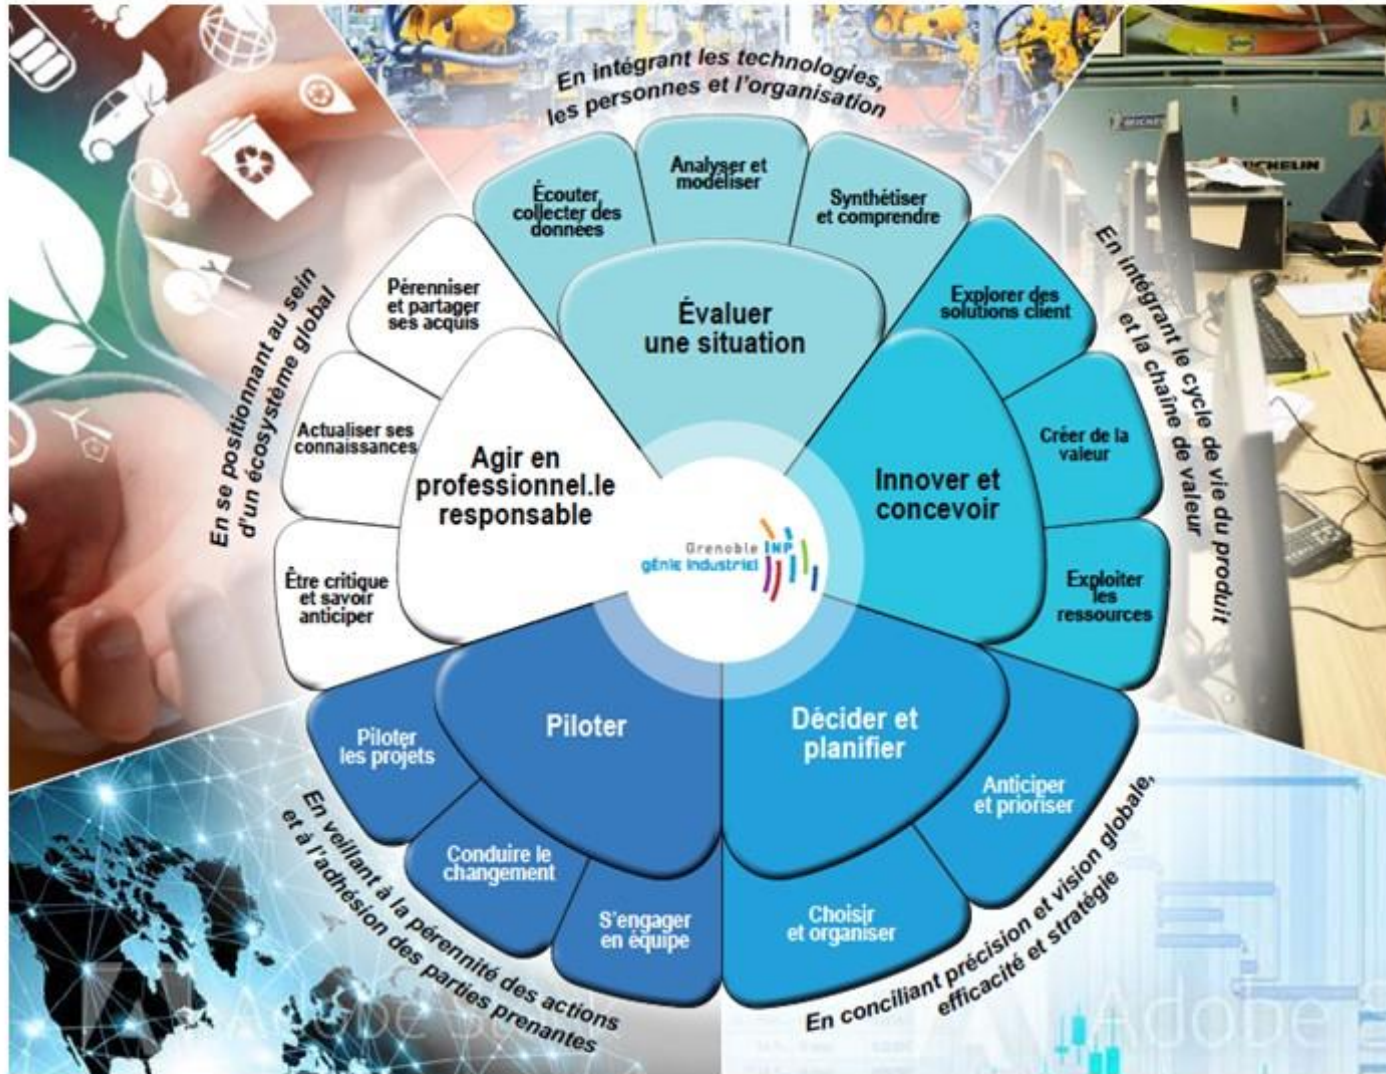 En intégrant les technologies,
les personnes et l'organisation
Écouter,
collecter des
données
Analyser et
modéliser
Synthétiser
et comprendre
Évaluer
une situation
En intégrant le cycle de vie du produit
et la chaîne de valeur
Explorer des
solutions client
Créer de la
valeur
Exploiter
les
ressources
Innover et
concevoir
En conciliant précision et vision globale,
efficacité et stratégie
Anticiper
et prioriser
Choisir
et organiser
Décider et
planifier
En veillant à la pérennité des actions
et à l'adhésion des parties prenantes
S'engager
en équipe
Conduire le
changement
Piloter
les projets
Piloter
En se positionnant au sein
d'un écosystème global
Être critique
et savoir
anticiper
Actualiser ses
connaissances
Pérenniser
et partager
ses acquis
Agir en
professionnel.le
responsable
Grenoble INP
génie industriel
MICHELIN
Adobe
Adobe